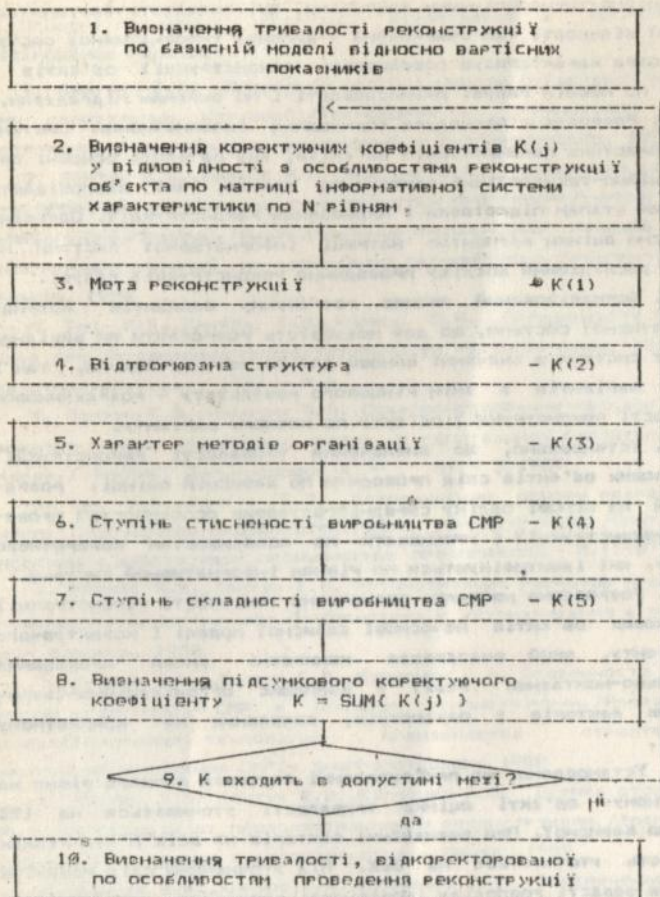 1. Визначення тривалості реконструкції
по базисній моделі відносно вартісних
показників
2. Визначення коректуючих коефіцієнтів K(j)
у відповідності з особливостями реконструкції
об'єкта по матриці інформативної системи
характеристики по N рівням
3. Мета реконструкції - K(1)
4. Відтворювана структура - K(2)
5. Характер методів організації - K(3)
6. Ступінь стисненості виробництва СМР - K(4)
7. Ступінь складності виробництва СМР - K(5)
8. Визначення підсумкового коректуючого
коефіцієнту K = SUM( K(j) )
9. K входить в допустимі межі?
да
10. Визначення тривалості, відкоректорованої
по особливостям проведення реконструкції